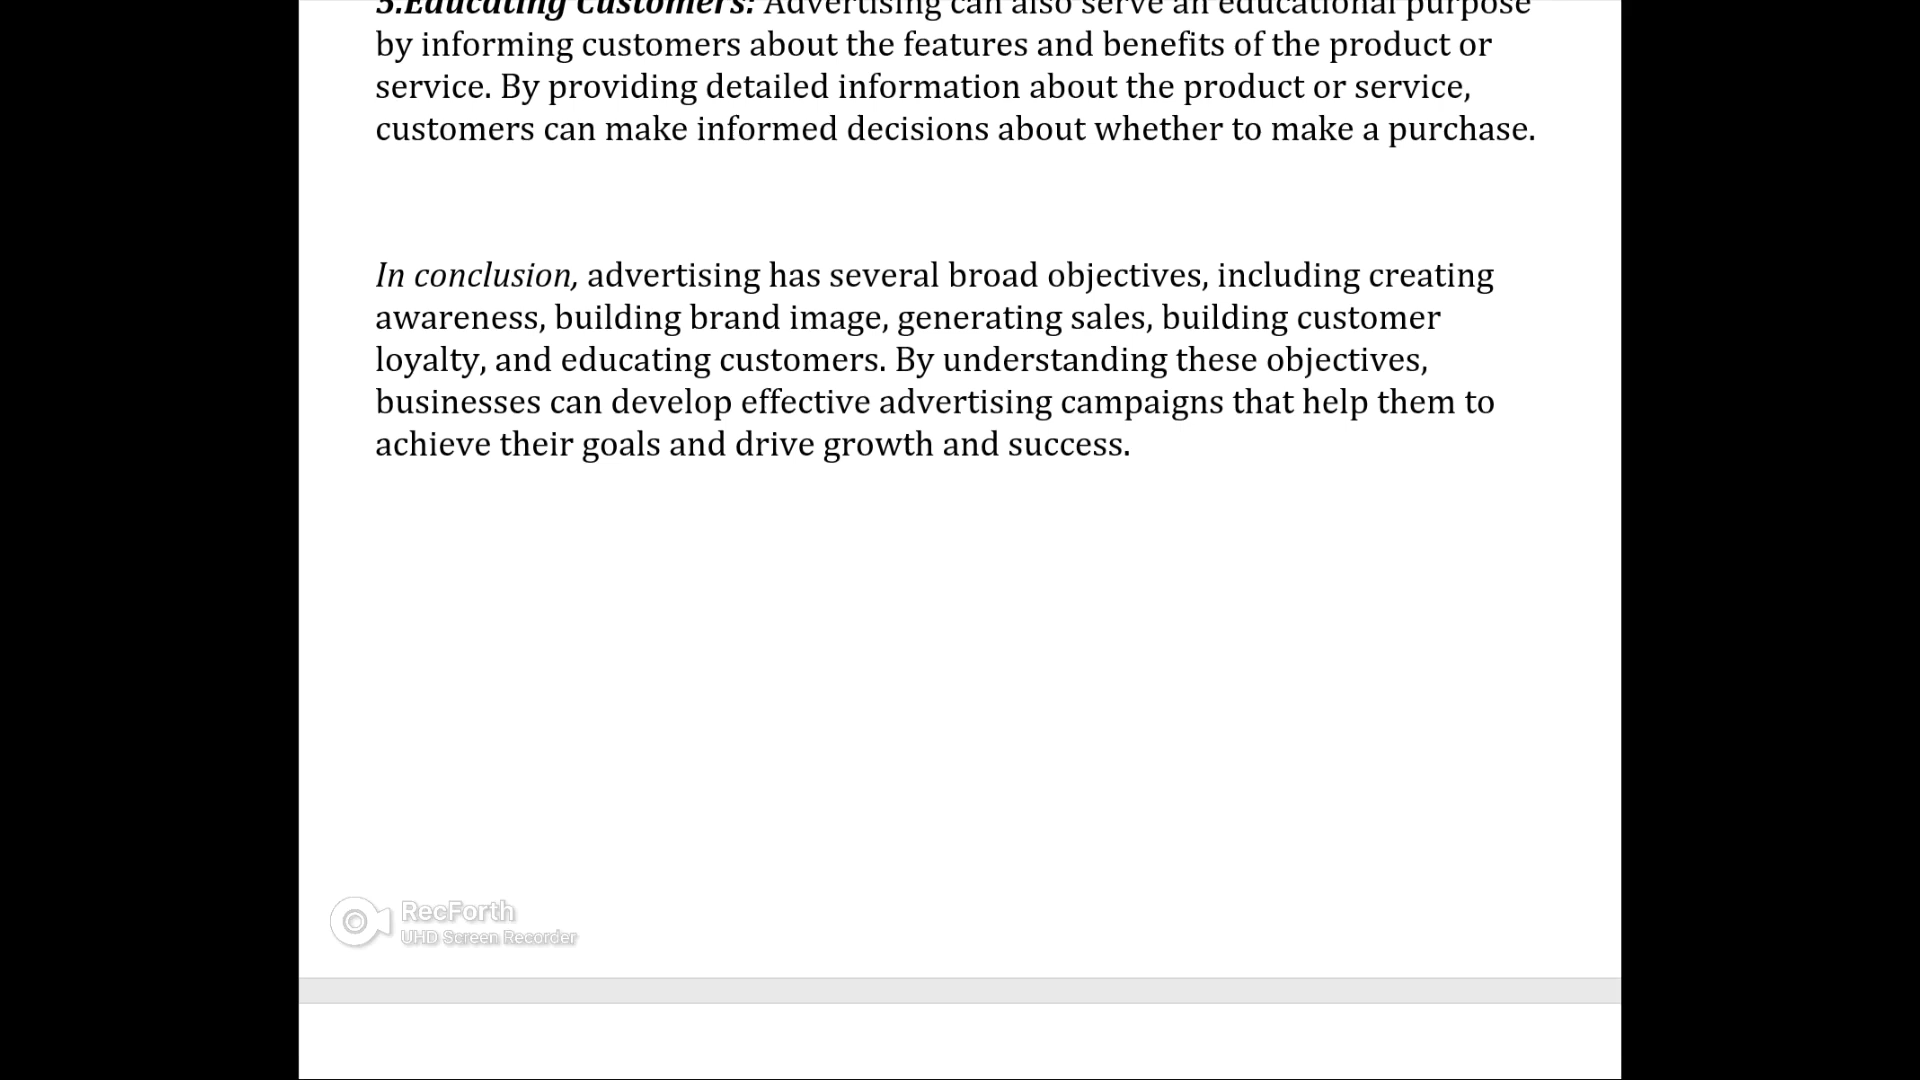 5.Educating Customers: Advertising can also serve an educational purpose
by informing customers about the features and benefits of the product or
service. By providing detailed information about the product or service,
customers can make informed decisions about whether to make a purchase.
In conclusion, advertising has several broad objectives, including creating
awareness, building brand image, generating sales, building customer
loyalty, and educating customers. By understanding these objectives,
businesses can develop effective advertising campaigns that help them to
achieve their goals and drive growth and success.
RecForth
UHD Screen Recorder